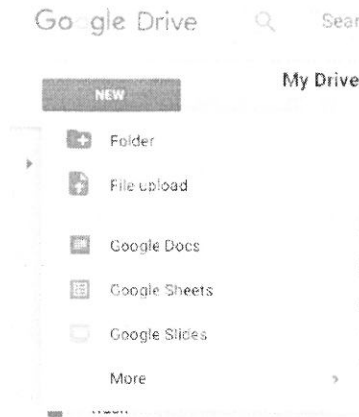 Google Drive
Sear
NEW
My Drive
Folder
File upload
Google Docs
Google Sheets
Google Slides
More